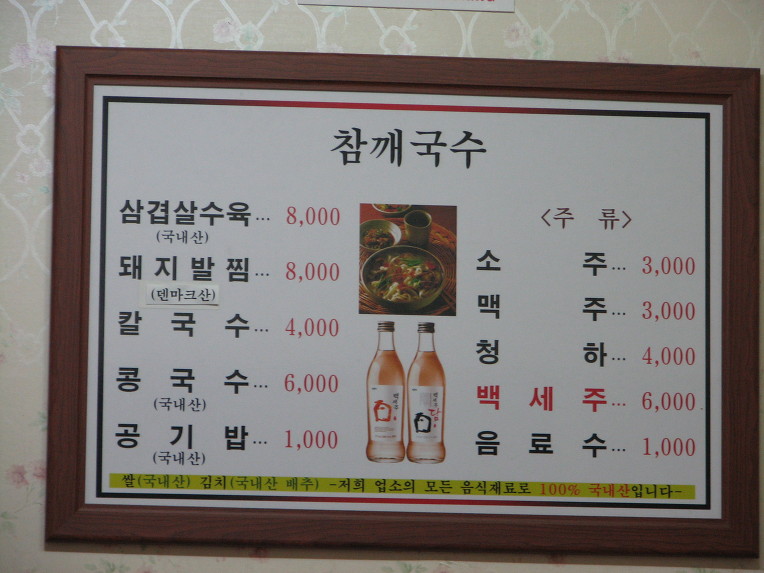 참깨국수
삼겹살수육... 8,000
(국내산)
돼지발찜... 8,000
(덴마크산)
칼국수... 4,000
콩국수... 6,000
(국내산)
공기밥... 1,000
(국내산)
<주 류>
소주... 3,000
맥주... 3,000
청하... 4,000
백세주... 6,000
음료수... 1,000
쌀(국내산) 김치(국내산 배추) -저희 업소의 모든 음식재료로 100% 국내산입니다-